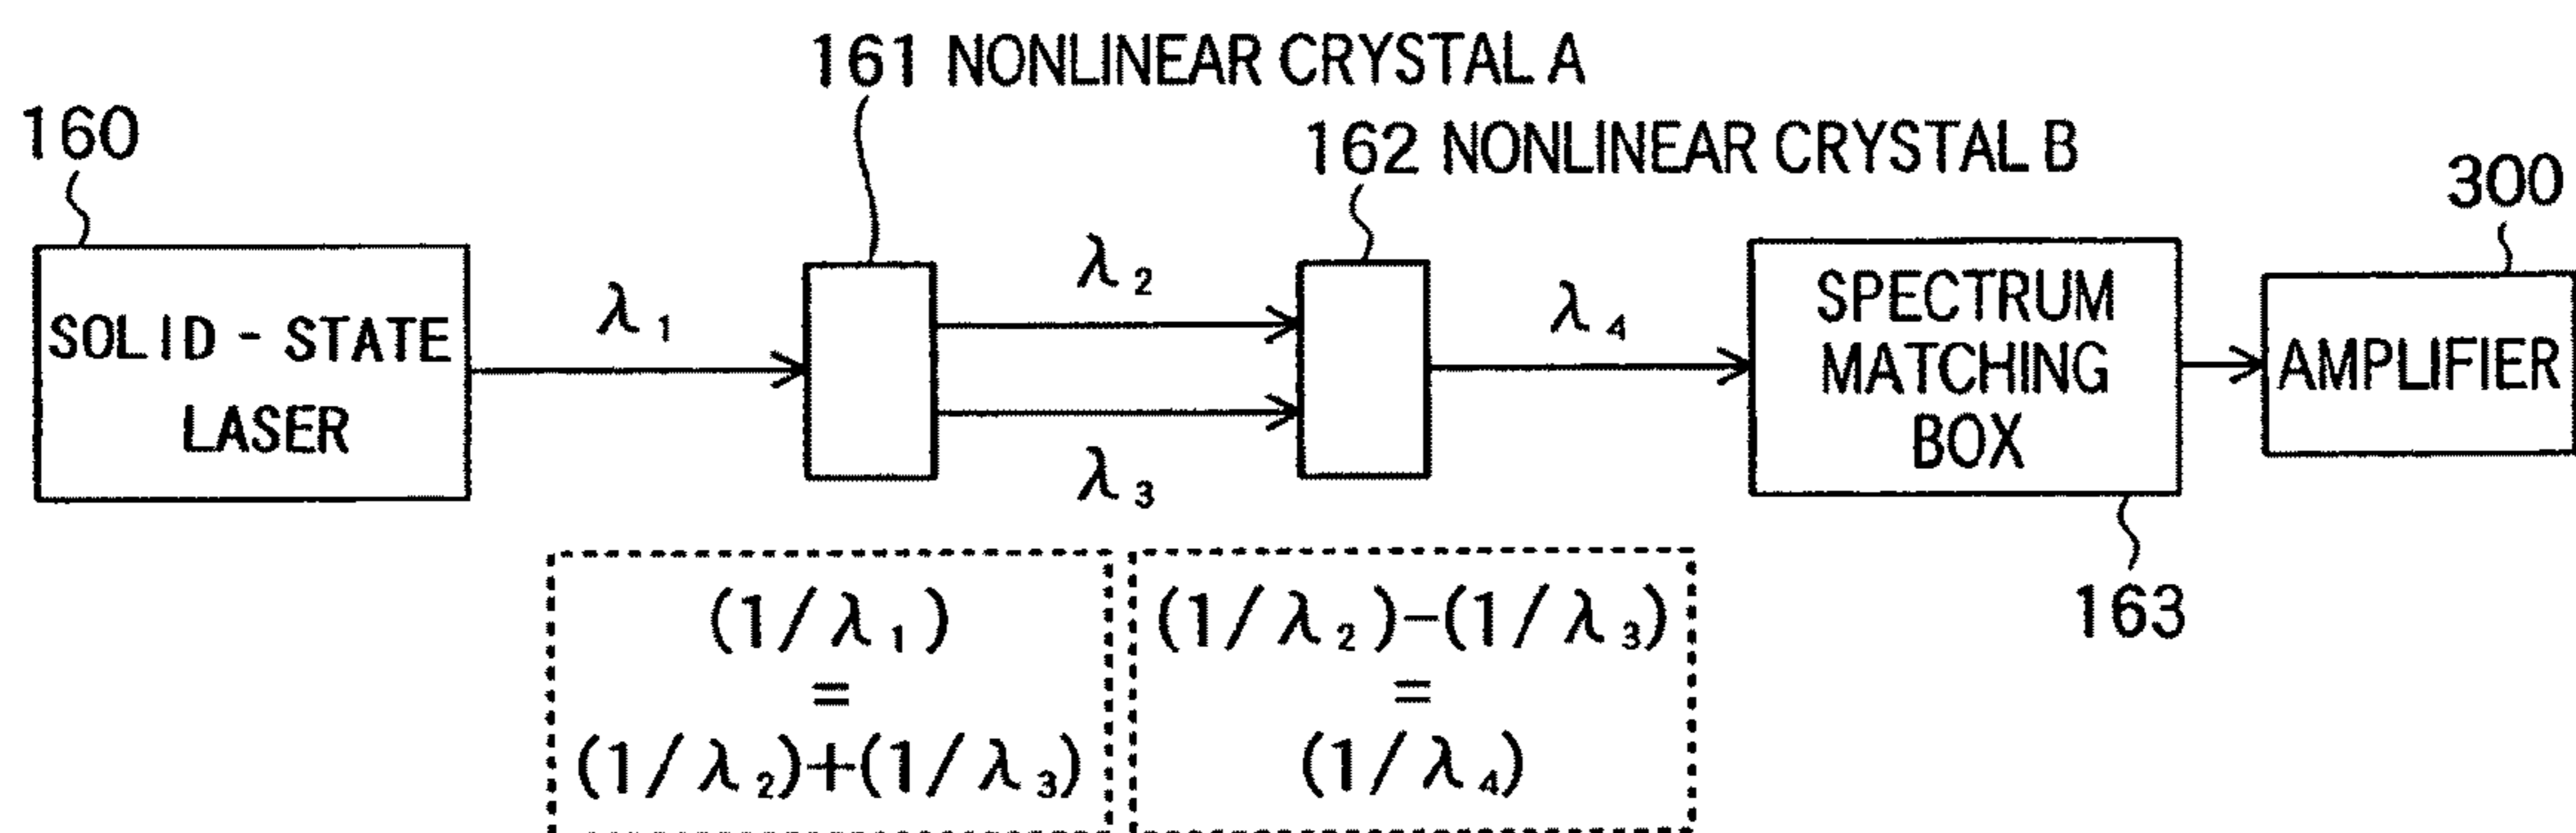 161 NONLINEAR CRYSTAL A
160
162 NONLINEAR CRYSTAL B
300
SOLID-STATE
LASER
λ1
λ2
λ3
λ4
SPECTRUM
MATCHING
BOX
AMPLIFIER
163
(1/λ1)
=
(1/λ2)+(1/λ3)
(1/λ2)-(1/λ3)
=
(1/λ4)